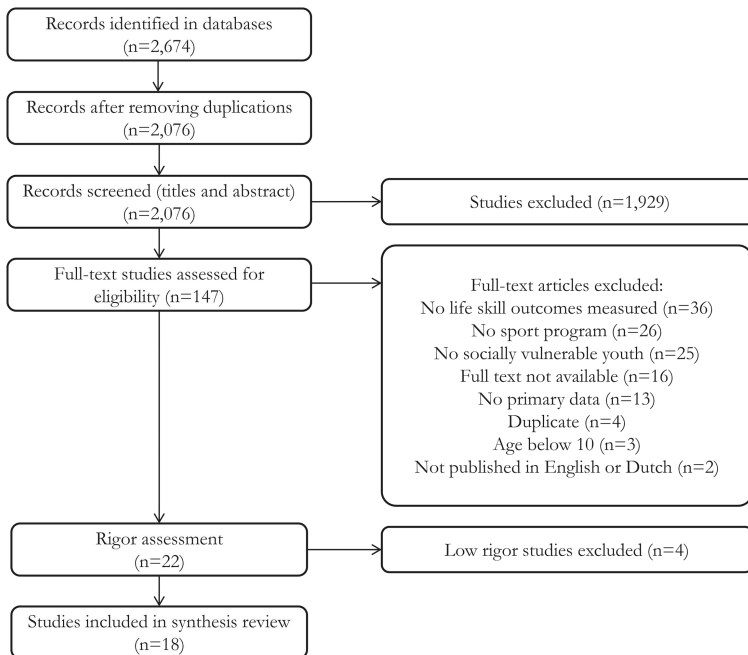 Records identified in databases
(n=2,674)
Records after removing duplications
(n=2,076)
Records screened (titles and abstract)
(n=2,076)
Studies excluded (n=1,929)
Full-text studies assessed for
eligibility (n=147)
Full-text articles excluded:
No life skill outcomes measured (n=36)
No sport program (n=26)
No socially vulnerable youth (n=25)
Full text not available (n=16)
No primary data (n=13)
Duplicate (n=4)
Age below 10 (n=3)
Not published in English or Dutch (n=2)
Rigor assessment
(n=22)
Low rigor studies excluded (n=4)
Studies included in synthesis review
(n=18)